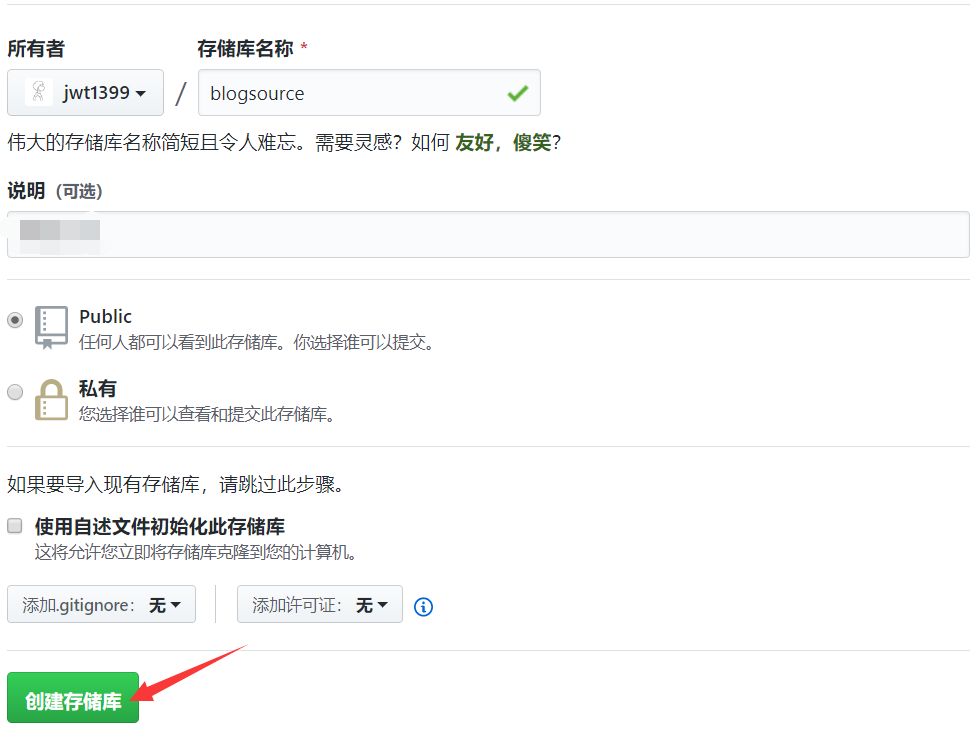 所有者 存储库名称 *
jwt1399 / blogsource
伟大的存储库名称简短且令人难忘。需要灵感？如何 友好，傻笑？
说明（可选）
Public
任何人都可以看到此存储库。你选择谁可以提交。
私有
您选择谁可以查看和提交此存储库。
如果要导入现有存储库，请跳过此步骤。
使用自述文件初始化此存储库
这将允许您立即将存储库克隆到您的计算机。
添加.gitignore：无 添加许可证：无
创建存储库